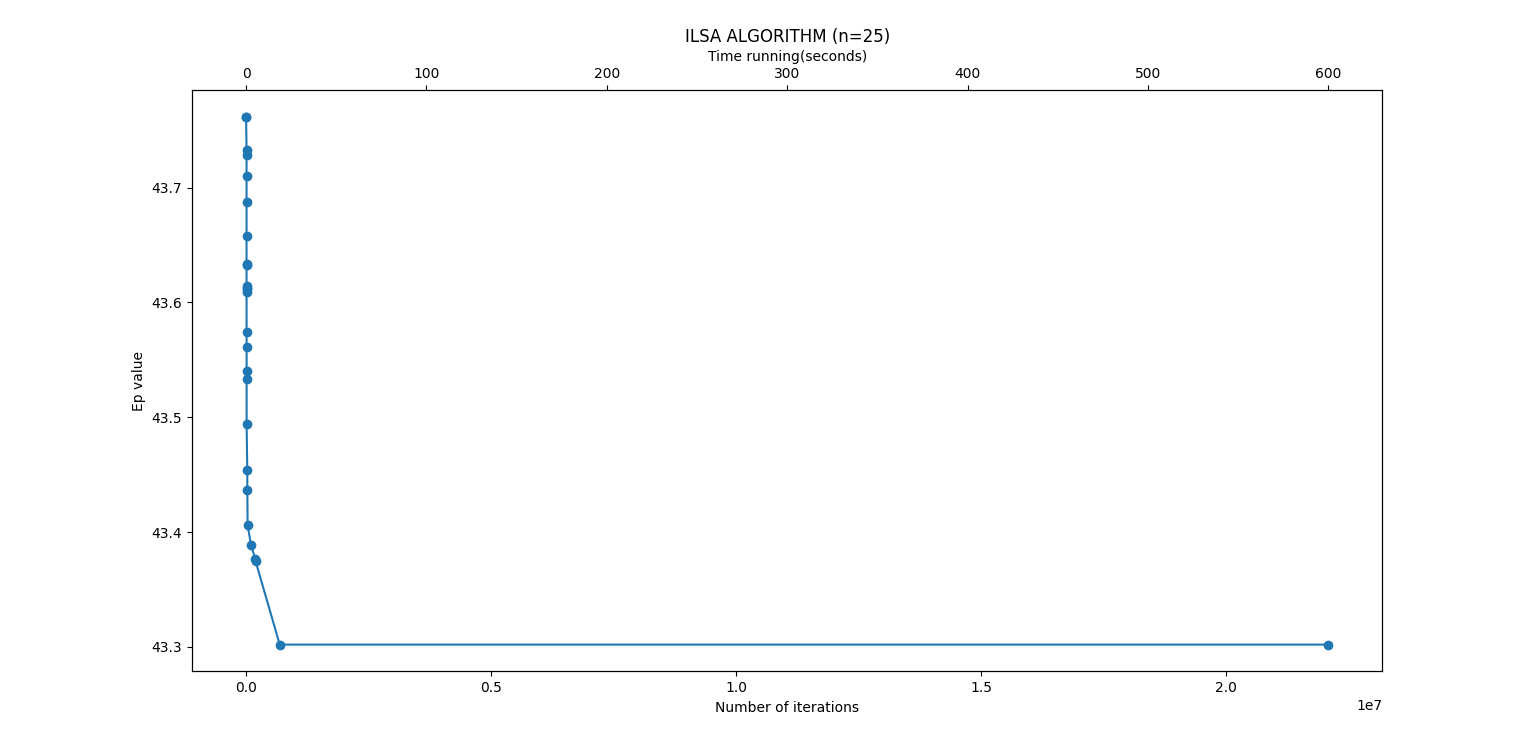 ILSA ALGORITHM (n=25)
Time running(seconds)
0 100 200 300 400 500 600
43.7
43.6
43.5
43.4
43.3
Ep value
0.0 0.5 1.0 1.5 2.0
1e7
Number of iterations